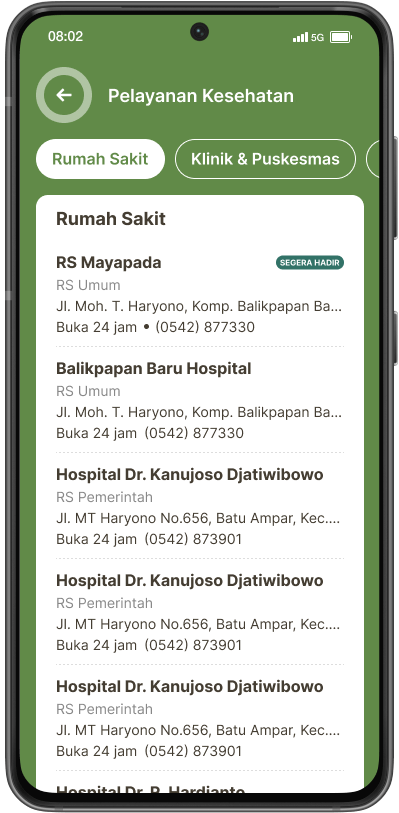 08:02
5G
Pelayanan Kesehatan
Rumah Sakit
Klinik & Puskesmas
Rumah Sakit
RS Mayapada
SEGERA HADIR
RS Umum
Jl. Moh. T. Haryono, Komp. Balikpapan Ba...
Buka 24 jam • (0542) 877330
Balikpapan Baru Hospital
RS Umum
Jl. Moh. T. Haryono, Komp. Balikpapan Ba...
Buka 24 jam (0542) 877330
Hospital Dr. Kanujoso Djatiwibowo
RS Pemerintah
Jl. MT Haryono No.656, Batu Ampar, Kec....
Buka 24 jam (0542) 873901
Hospital Dr. Kanujoso Djatiwibowo
RS Pemerintah
Jl. MT Haryono No.656, Batu Ampar, Kec....
Buka 24 jam (0542) 873901
Hospital Dr. Kanujoso Djatiwibowo
RS Pemerintah
Jl. MT Haryono No.656, Batu Ampar, Kec....
Buka 24 jam (0542) 873901
Hospital Dr. R. Hardjanto